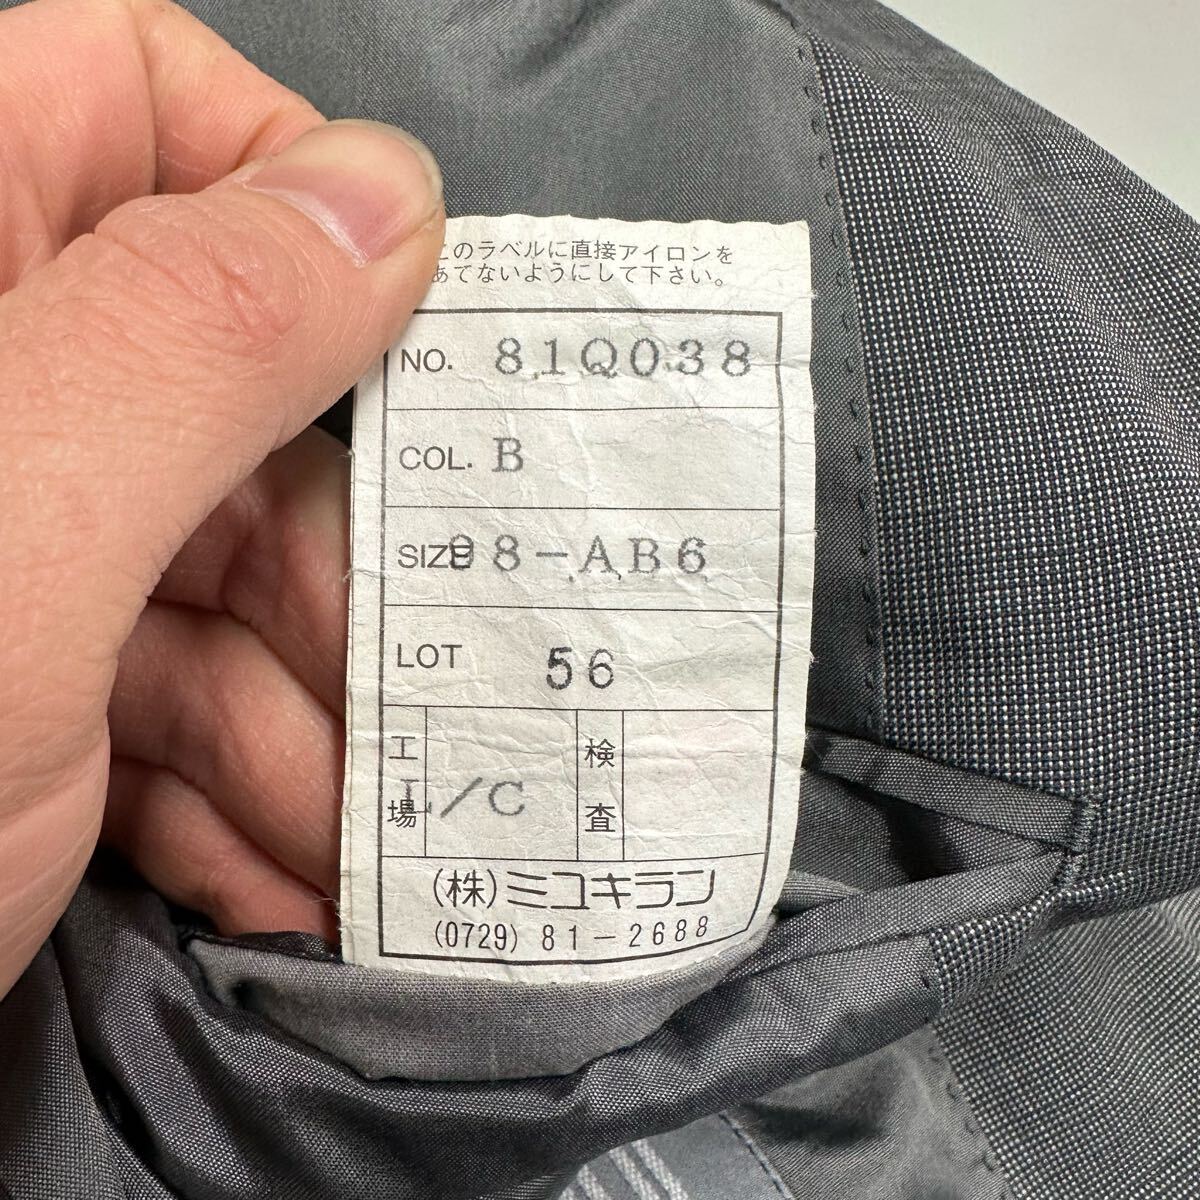 このラベルに直接アイロンを
あてないようにして下さい。
NO. 81Q038
COL. B
SIZE 98-AB6
LOT 56
工場 L/C 検査
(株)ミユキラン
(0729) 81-2688